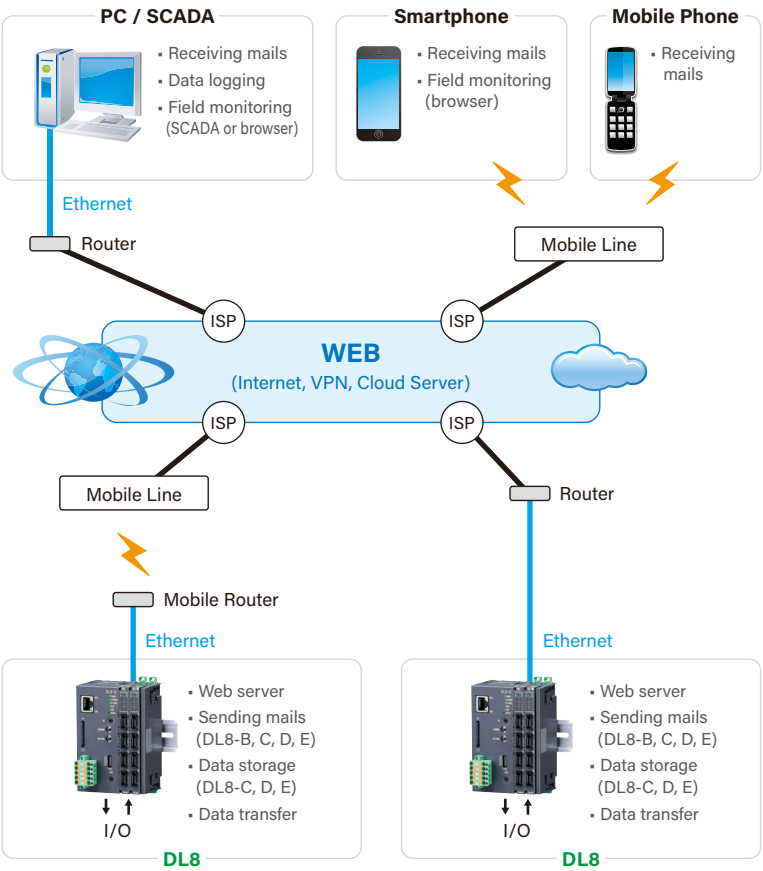 PC / SCADA
▪ Receiving mails
▪ Data logging
▪ Field monitoring
(SCADA or browser)
Smartphone
▪ Receiving mails
▪ Field monitoring
(browser)
Mobile Phone
▪ Receiving
mails
Ethernet
Router
Mobile Line
ISP
ISP
WEB
(Internet, VPN, Cloud Server)
ISP
ISP
Mobile Line
Router
Mobile Router
Ethernet
Ethernet
▪ Web server
▪ Sending mails
(DL8-B, C, D, E)
▪ Data storage
(DL8-C, D, E)
▪ Data transfer
I/O
DL8
▪ Web server
▪ Sending mails
(DL8-B, C, D, E)
▪ Data storage
(DL8-C, D, E)
▪ Data transfer
I/O
DL8